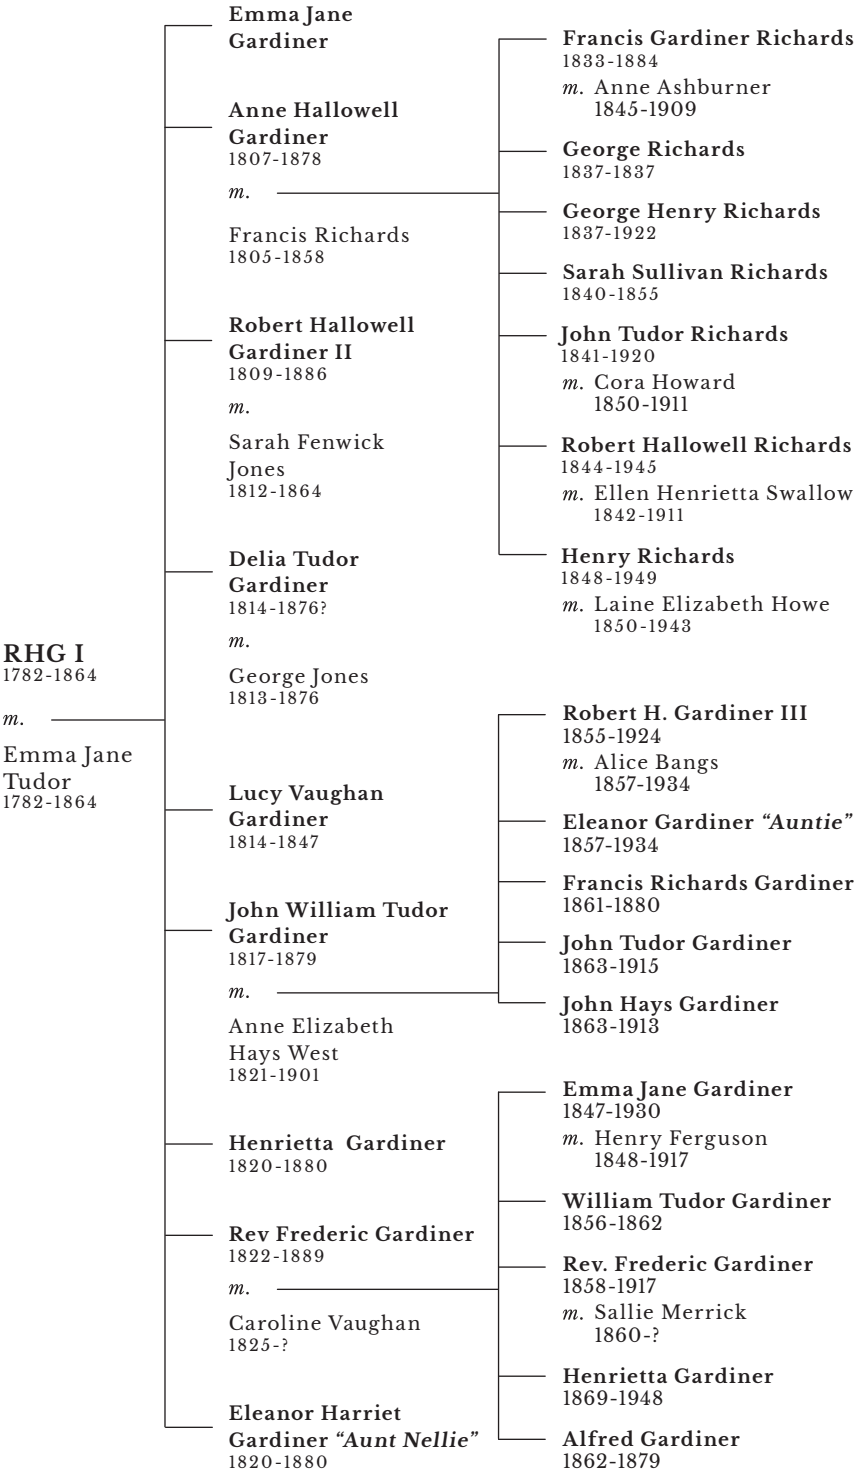 RHG I
1782-1864
m.
Emma Jane
Tudor
1782-1864
Emma Jane
Gardiner
Anne Hallowell
Gardiner
1807-1878
m.
Francis Richards
1805-1858
Robert Hallowell
Gardiner II
1809-1886
m.
Sarah Fenwick
Jones
1812-1864
Delia Tudor
Gardiner
1814-1876?
m.
George Jones
1813-1876
Lucy Vaughan
Gardiner
1814-1847
John William Tudor
Gardiner
1817-1879
m.
Anne Elizabeth
Hays West
1821-1901
Henrietta Gardiner
1820-1880
Rev Frederic Gardiner
1822-1889
m.
Caroline Vaughan
1825-?
Eleanor Harriet
Gardiner “Aunt Nellie”
1820-1880
Francis Gardiner Richards
1833-1884
m. Anne Ashburner
1845-1909
George Richards
1837-1837
George Henry Richards
1837-1922
Sarah Sullivan Richards
1840-1855
John Tudor Richards
1841-1920
m. Cora Howard
1850-1911
Robert Hallowell Richards
1844-1945
m. Ellen Henrietta Swallow
1842-1911
Henry Richards
1848-1949
m. Laine Elizabeth Howe
1850-1943
Robert H. Gardiner III
1855-1924
m. Alice Bangs
1857-1934
Eleanor Gardiner “Auntie”
1857-1934
Francis Richards Gardiner
1861-1880
John Tudor Gardiner
1863-1915
John Hays Gardiner
1863-1913
Emma Jane Gardiner
1847-1930
m. Henry Ferguson
1848-1917
William Tudor Gardiner
1856-1862
Rev. Frederic Gardiner
1858-1917
m. Sallie Merrick
1860-?
Henrietta Gardiner
1869-1948
Alfred Gardiner
1862-1879